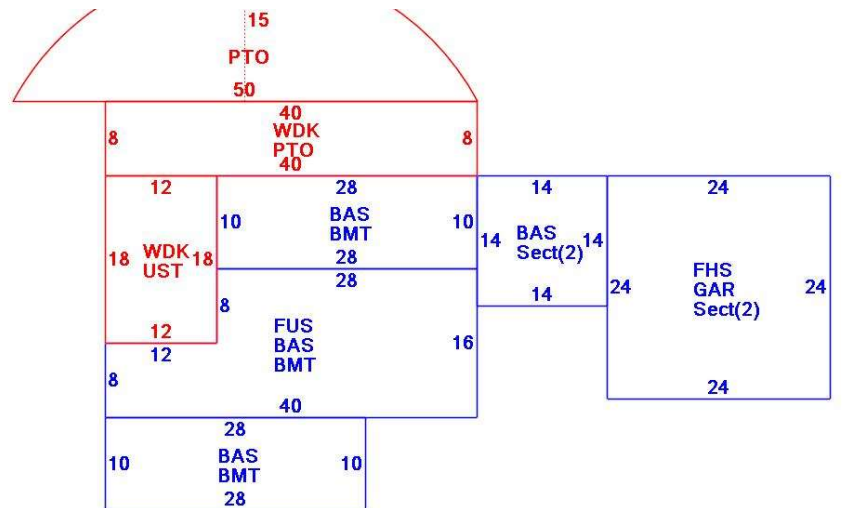 15
PTO
50
40
8 WDK 8
PTO
40
12 28 14 24
10 BAS 10
BMT
14 BAS 14
Sect(2)
18 WDK 18
UST
28
28
24 FHS 24
GAR
Sect(2)
14
8
FUS
BAS
BMT
16
12
12
8
40
24
28
10 BAS 10
BMT
28